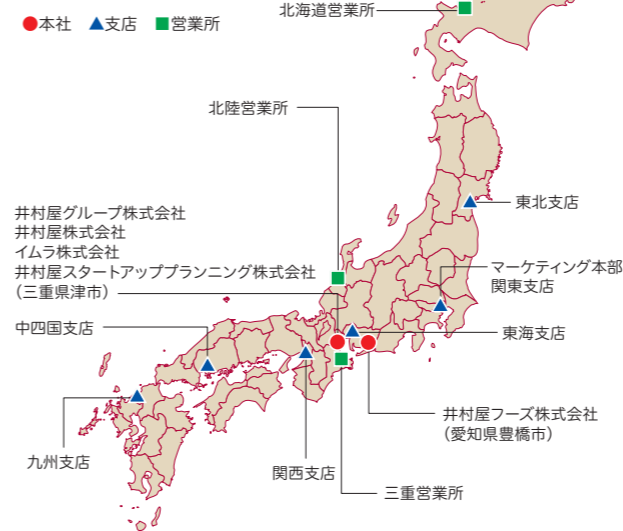 ●本社 ▲支店 ■営業所
北海道営業所
北陸営業所
東北支店
井村屋グループ株式会社
井村屋株式会社
イムラ株式会社
井村屋スタートアッププランニング株式会社
（三重県津市）
マーケティング本部
関東支店
中四国支店
東海支店
井村屋フーズ株式会社
（愛知県豊橋市）
九州支店
関西支店
三重営業所